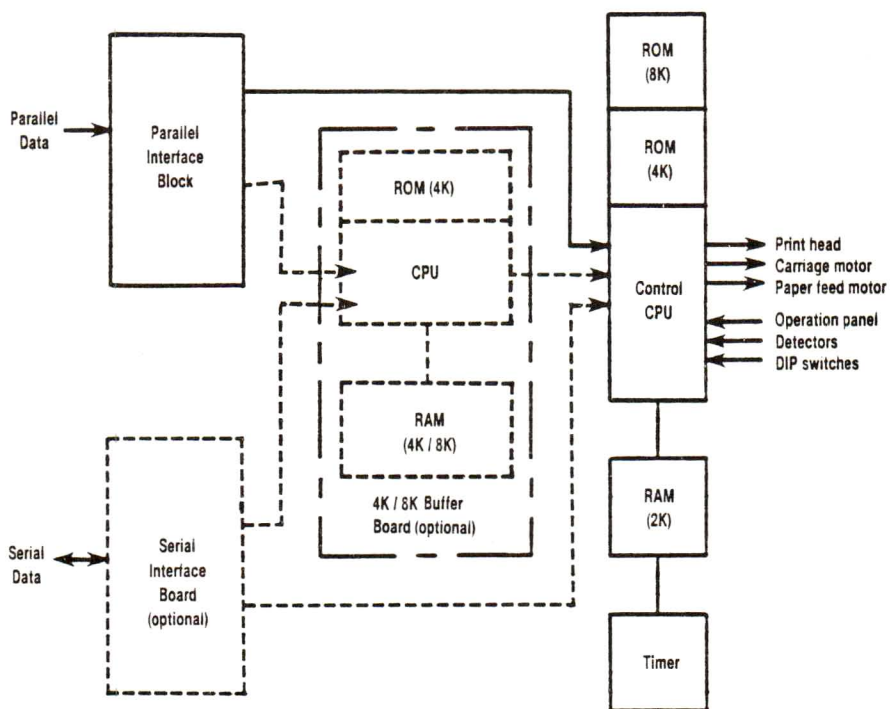 Parallel
Data
Parallel
Interface
Block
ROM (4K)
CPU
RAM
(4K / 8K)
4K / 8K Buffer
Board (optional)
Serial
Data
Serial
Interface
Board
(optional)
ROM
(8K)
ROM
(4K)
Control
CPU
Print head
Carriage motor
Paper feed motor
Operation panel
Detectors
DIP switches
RAM
(2K)
Timer